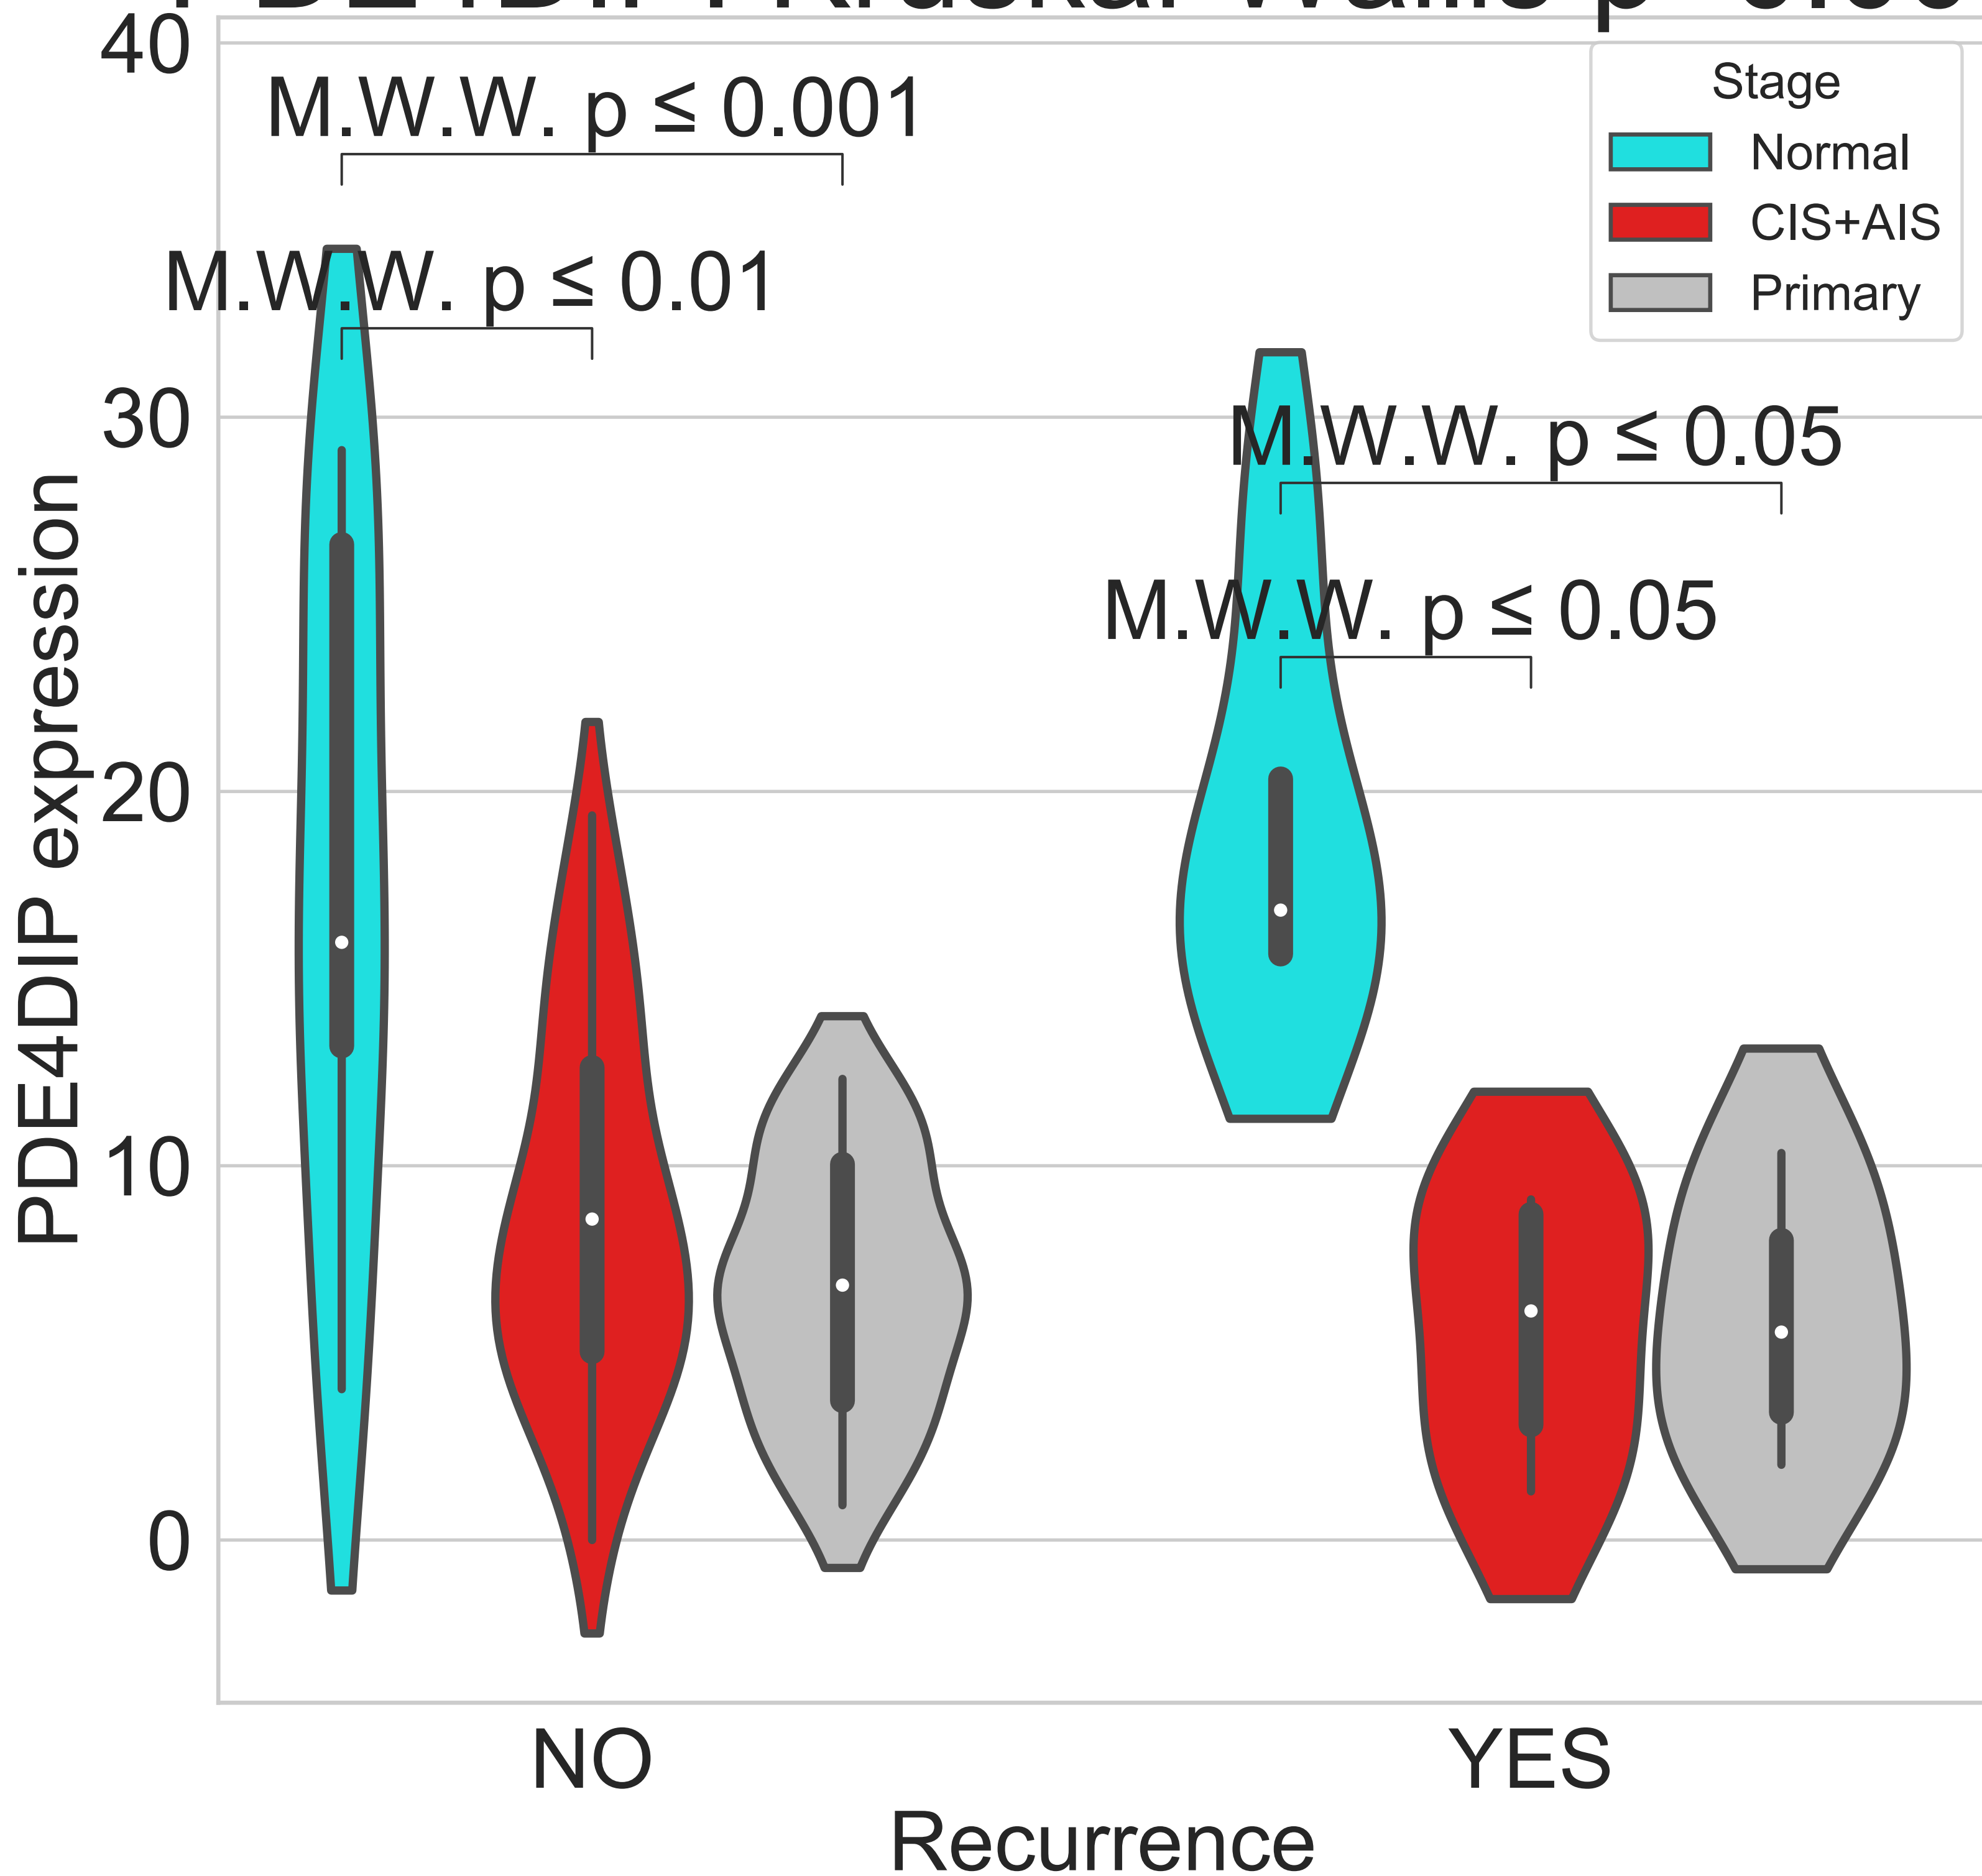 40
M.W.W. p ≤ 0.001
Stage
Normal
CIS+AIS
Primary
M.W.W. p ≤ 0.01
30
M.W.W. p ≤ 0.05
M.W.W. p ≤ 0.05
20
PDE4DIP expression
10
0
NO
YES
Recurrence